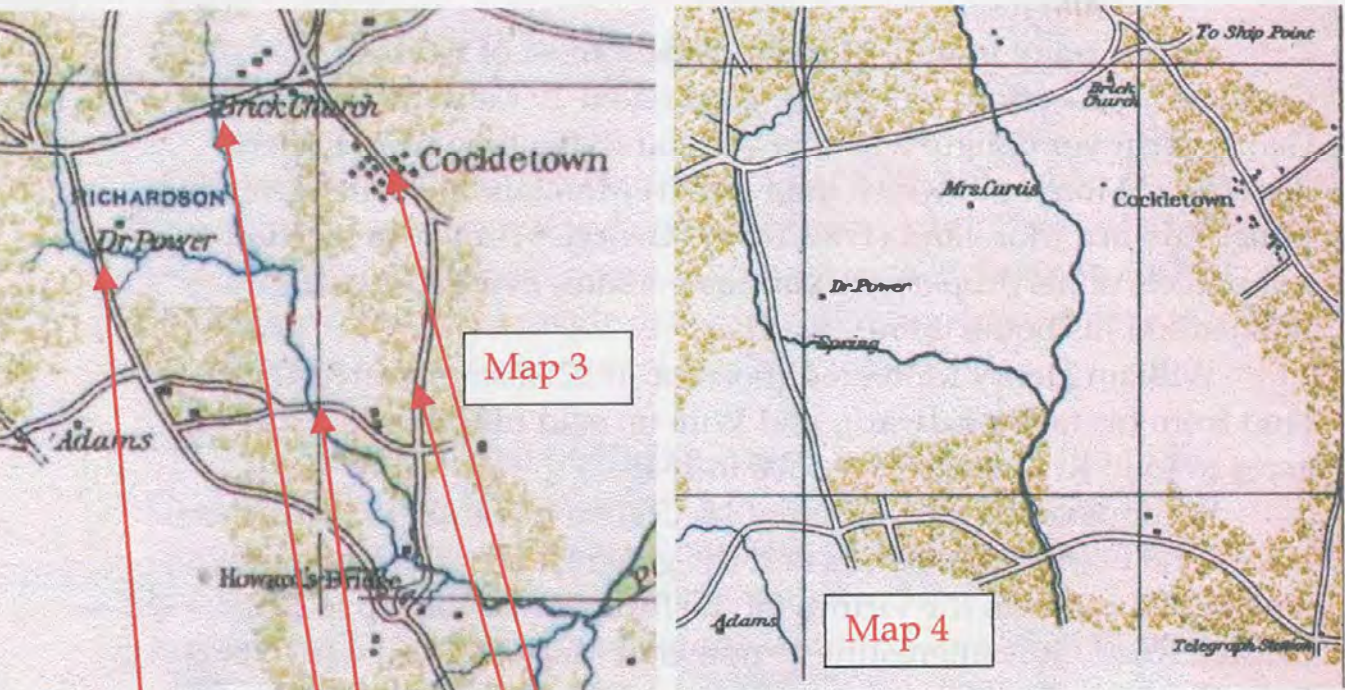 Brick Church
Cockletown
RICHARDSON
Dr. Power
Map 3
Adams
Howard's Bridge
To Ship Point
Brick
Church
Mrs. Curtis
Cockletown
Dr. Power
Spring
Adams
Map 4
Telegraph Station